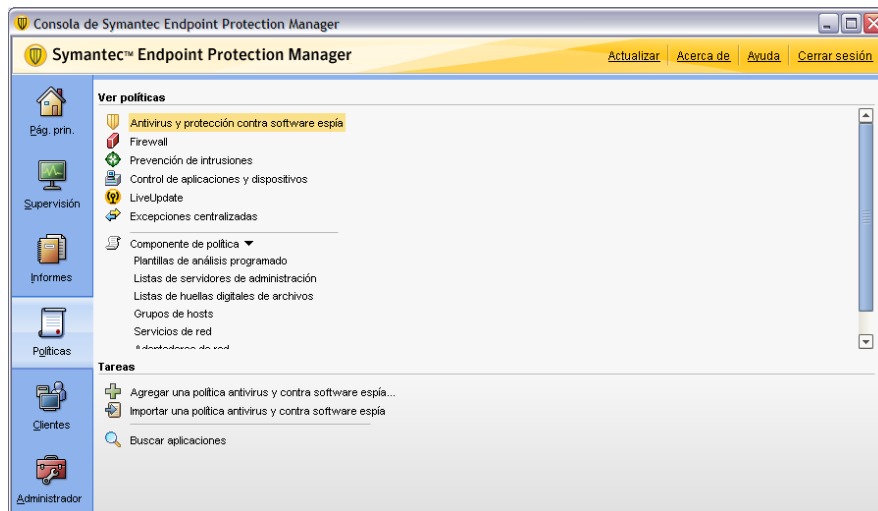 Consola de Symantec Endpoint Protection Manager
Symantec™ Endpoint Protection Manager
Actualizar Acerca de Ayuda Cerrar sesión
Pág. prin.
Supervisión
Informes
Políticas
Clientes
Administrador
Ver políticas
Antivirus y protección contra software espía
Firewall
Prevención de intrusiones
Control de aplicaciones y dispositivos
LiveUpdate
Excepciones centralizadas
Componente de política
Plantillas de análisis programado
Listas de servidores de administración
Listas de huellas digitales de archivos
Grupos de hosts
Servicios de red
Adaptadores de red
Tareas
Agregar una política antivirus y contra software espía...
Importar una política antivirus y contra software espía
Buscar aplicaciones